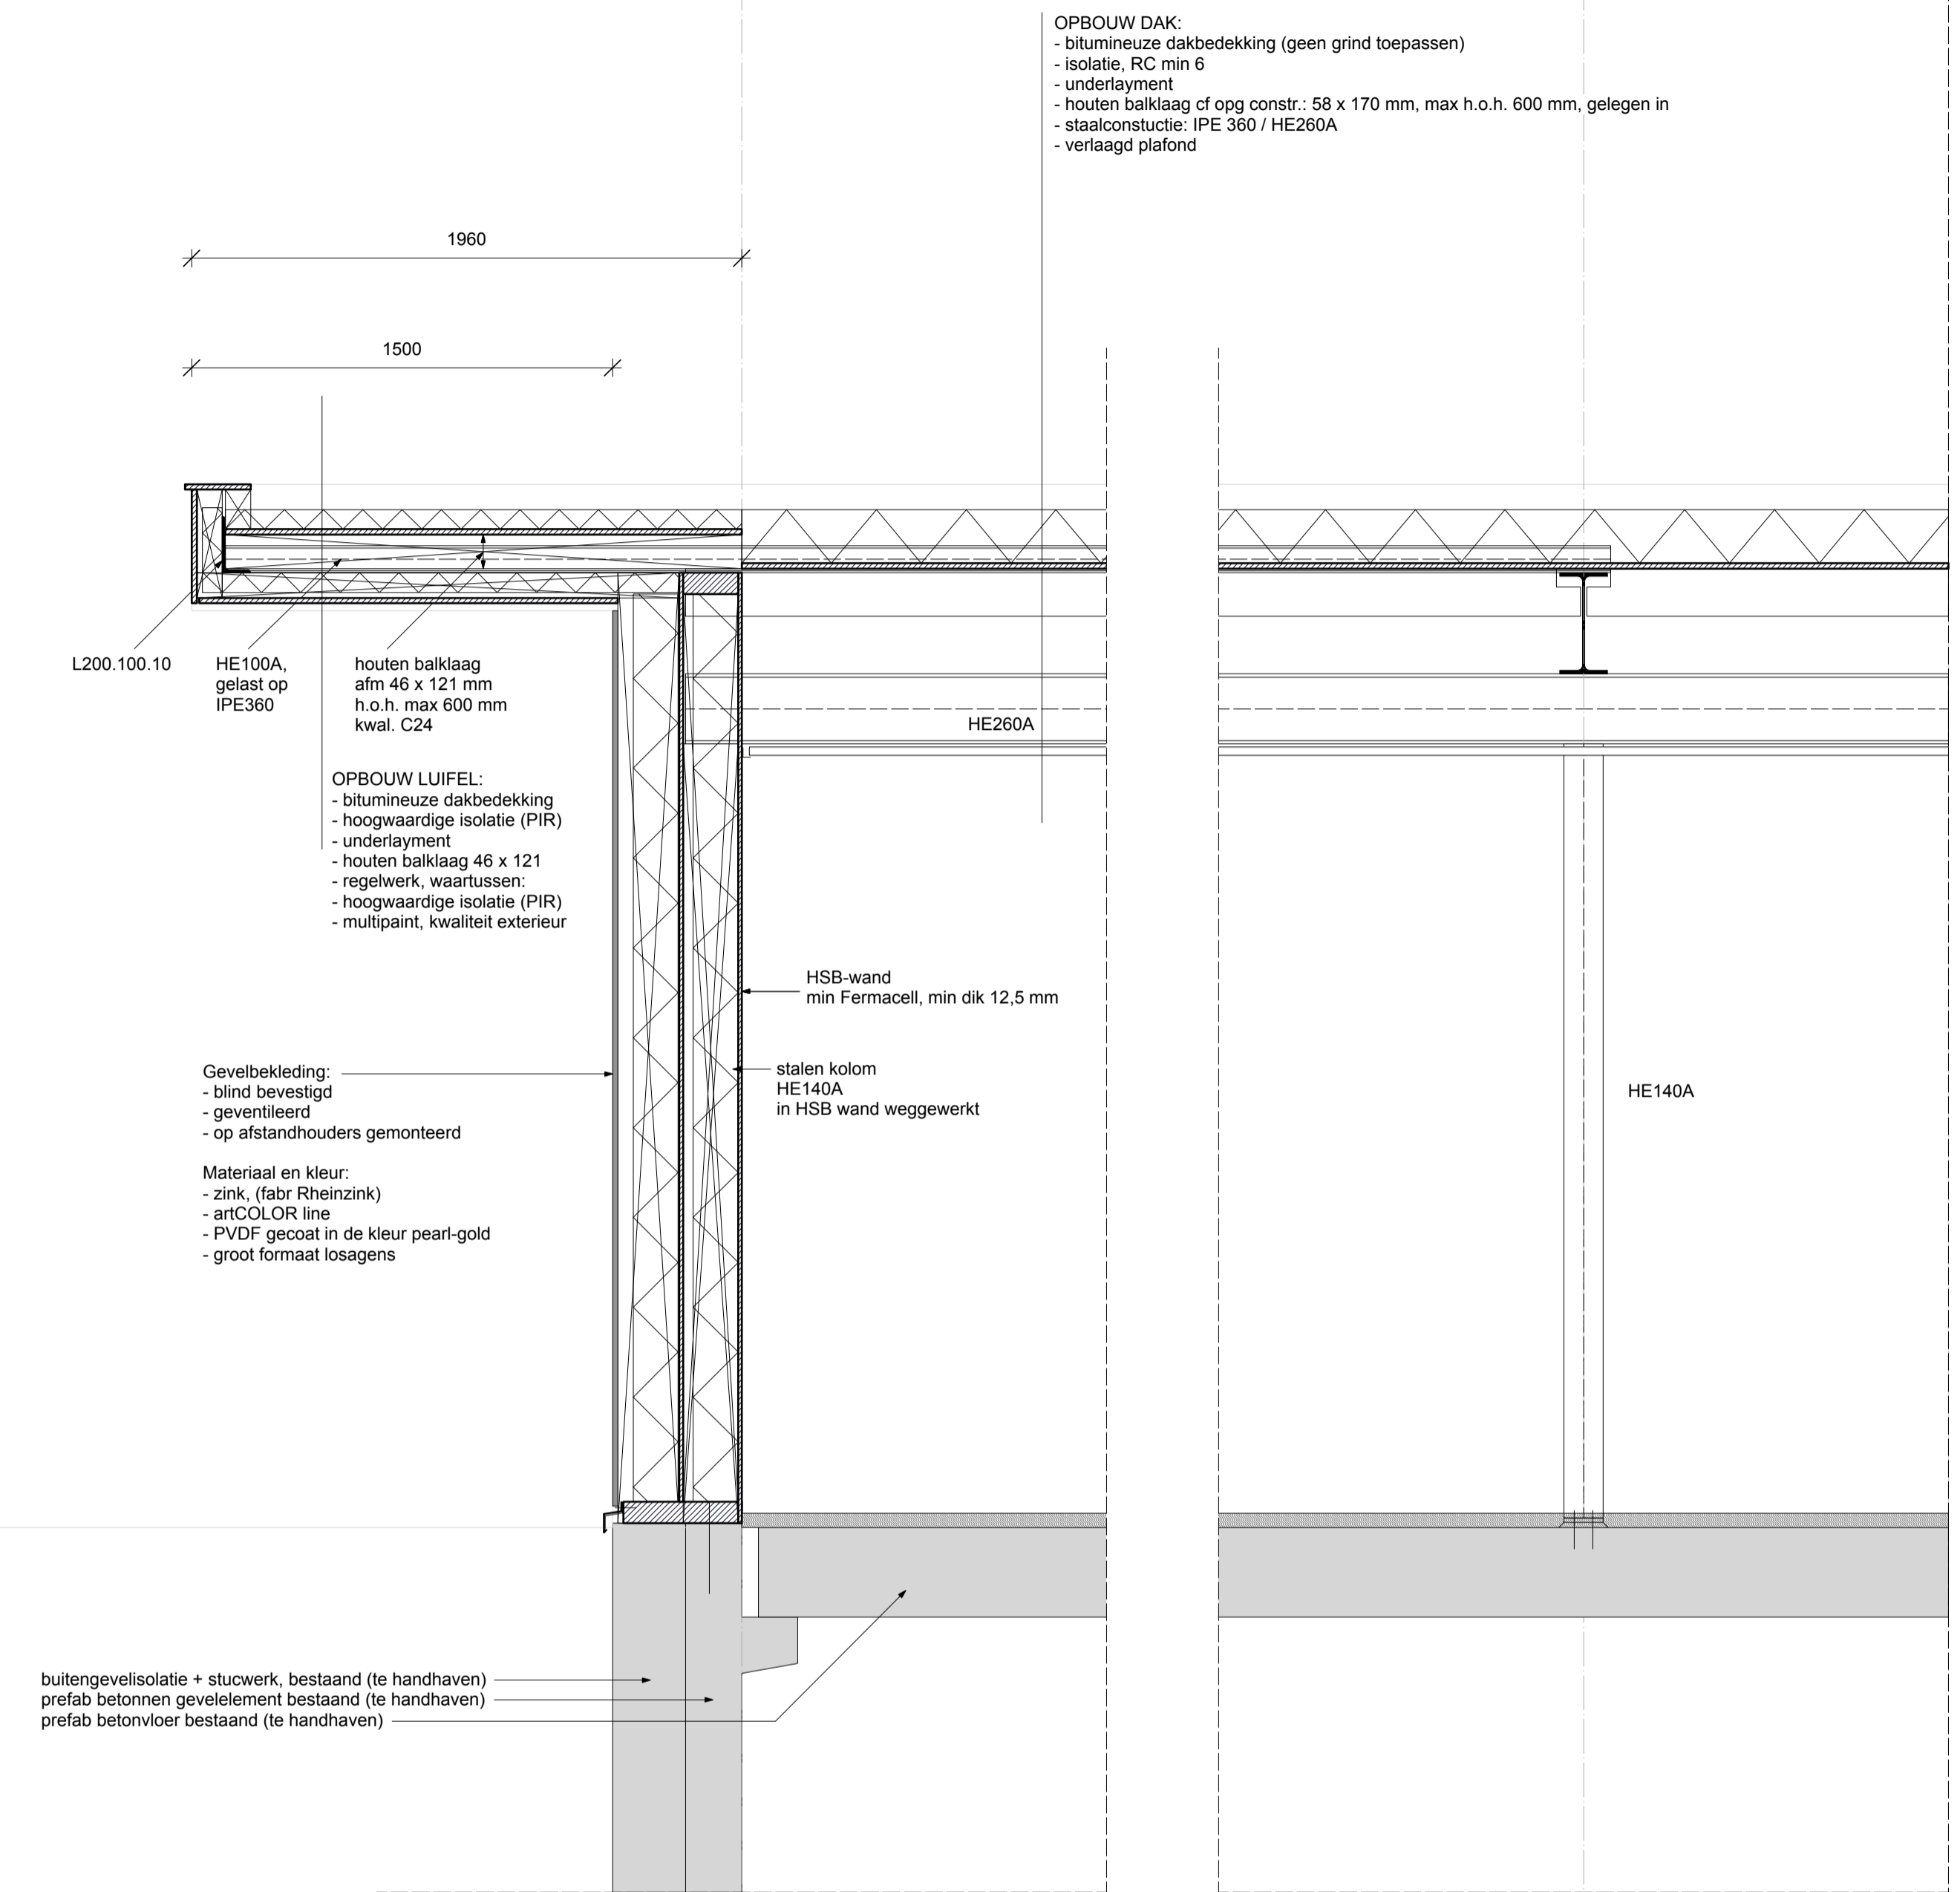 OPBOUW DAK:
- bitumineuze dakbedekking (geen grind toepassen)
- isolatie, RC min 6
- underlayment
- houten balklaag cf opg constr.: 58 x 170 mm, max h.o.h. 600 mm, gelegen in
- staalconstuctie: IPE 360 / HE260A
- verlaagd plafond
1960
1500
L200.100.10
HE100A,
gelast op
IPE360
houten balklaag
afm 46 x 121 mm
h.o.h. max 600 mm
kwal. C24
HE260A
OPBOUW LUIFEL:
- bitumineuze dakbedekking
- hoogwaardige isolatie (PIR)
- underlayment
- houten balklaag 46 x 121
- regelwerk, waartussen:
- hoogwaardige isolatie (PIR)
- multipaint, kwaliteit exterieur
HSB-wand
min Fermacell, min dik 12,5 mm
stalen kolom
HE140A
in HSB wand weggewerkt
HE140A
Gevelbekleding:
- blind bevestigd
- geventileerd
- op afstandhouders gemonteerd
Materiaal en kleur:
- zink, (fabr Rheinzink)
- artCOLOR line
- PVDF gecoat in de kleur pearl-gold
- groot formaat losagens
buitengevelisolatie + stucwerk, bestaand (te handhaven)
prefab betonnen gevelelement bestaand (te handhaven)
prefab betonvloer bestaand (te handhaven)